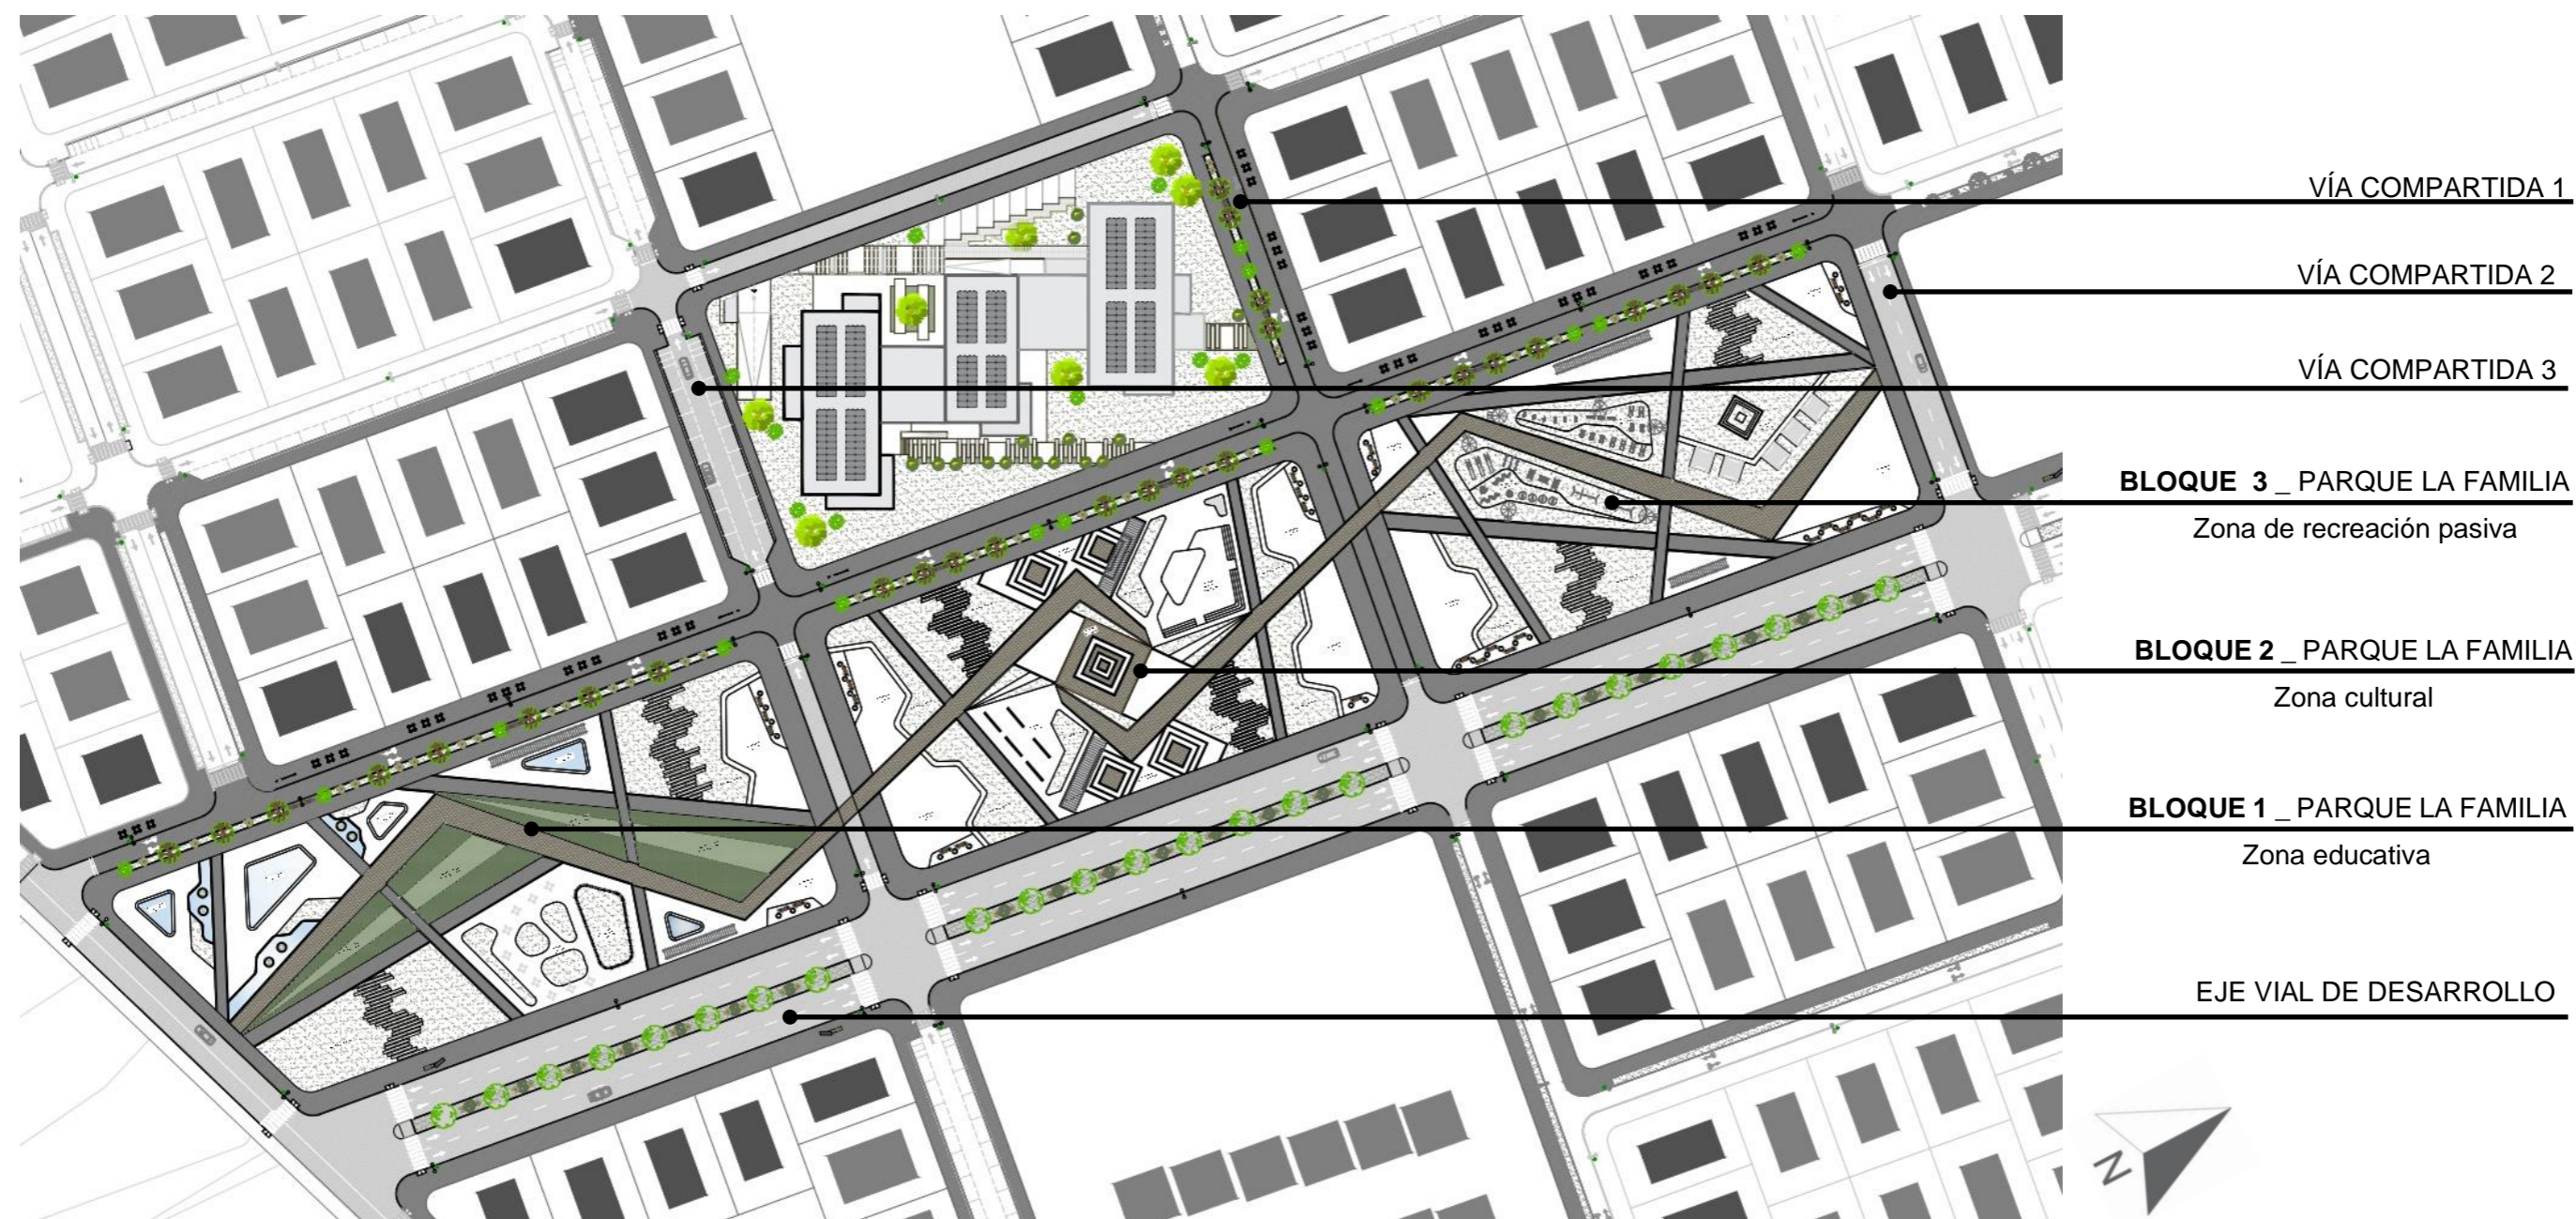 VÍA COMPARTIDA 1
VÍA COMPARTIDA 2
VÍA COMPARTIDA 3
BLOQUE 3 _ PARQUE LA FAMILIA
Zona de recreación pasiva
BLOQUE 2 _ PARQUE LA FAMILIA
Zona cultural
BLOQUE 1 _ PARQUE LA FAMILIA
Zona educativa
EJE VIAL DE DESARROLLO
N